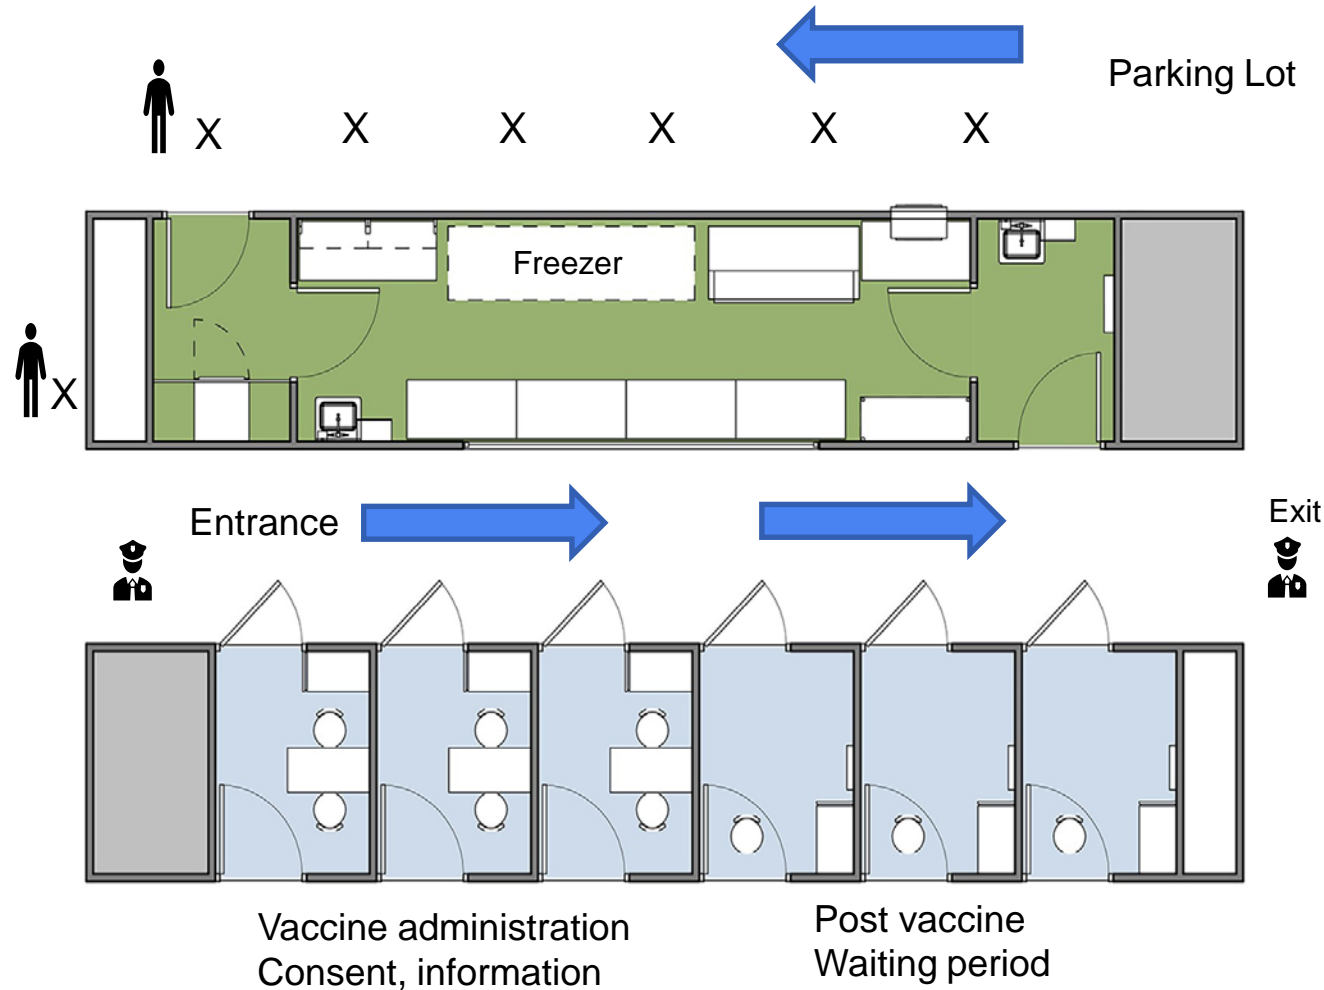 Parking Lot
X X X X X X
Freezer
X
Entrance
Exit
Vaccine administration
Consent, information
Post vaccine
Waiting period